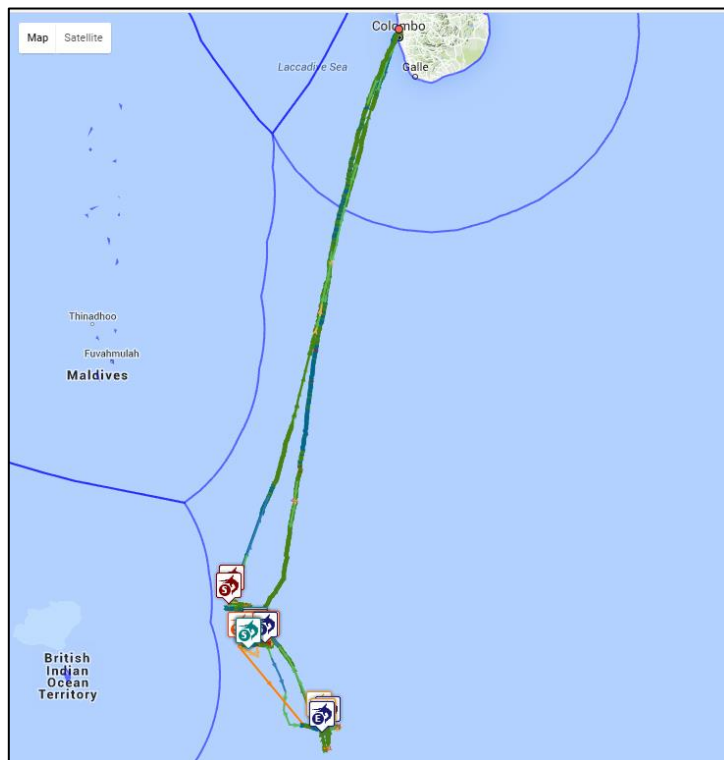 Map Satellite
Colombo
Laccadive Sea
Galle
Thinadhoo
Fuvahmulah
Maldives
S
S
E
British
Indian
Ocean
Territory